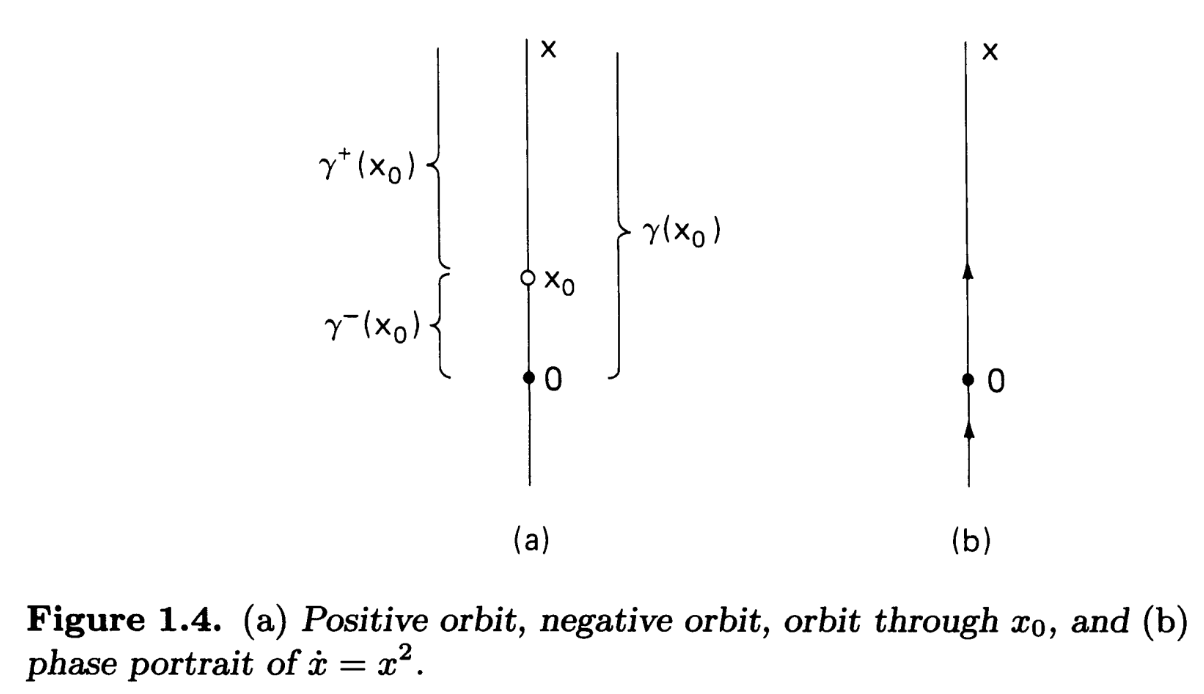 x
γ⁺(x₀)
γ(x₀)
x₀
γ⁻(x₀)
0
(a)
x
0
(b)
Figure 1.4. (a) Positive orbit, negative orbit, orbit through x₀, and (b)
phase portrait of ẋ = x².